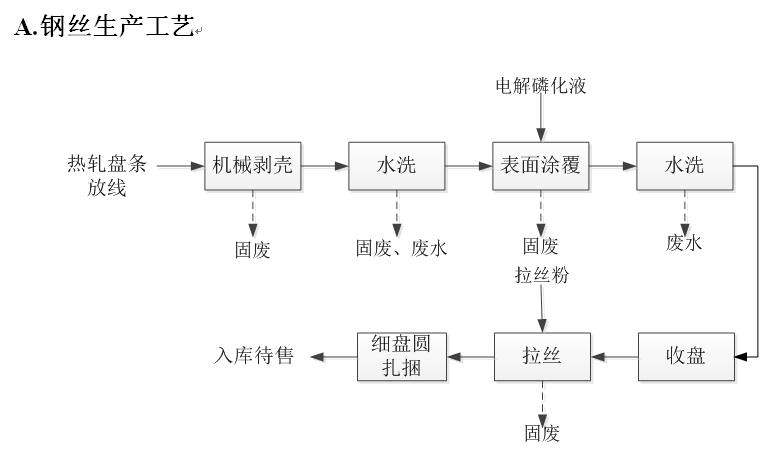 A.钢丝生产工艺
电解磷化液
热轧盘条
放线
机械剥壳
水洗
表面涂覆
水洗
固废
固废、废水
固废
废水
拉丝粉
入库待售
细盘圆
扎捆
拉丝
收盘
固废